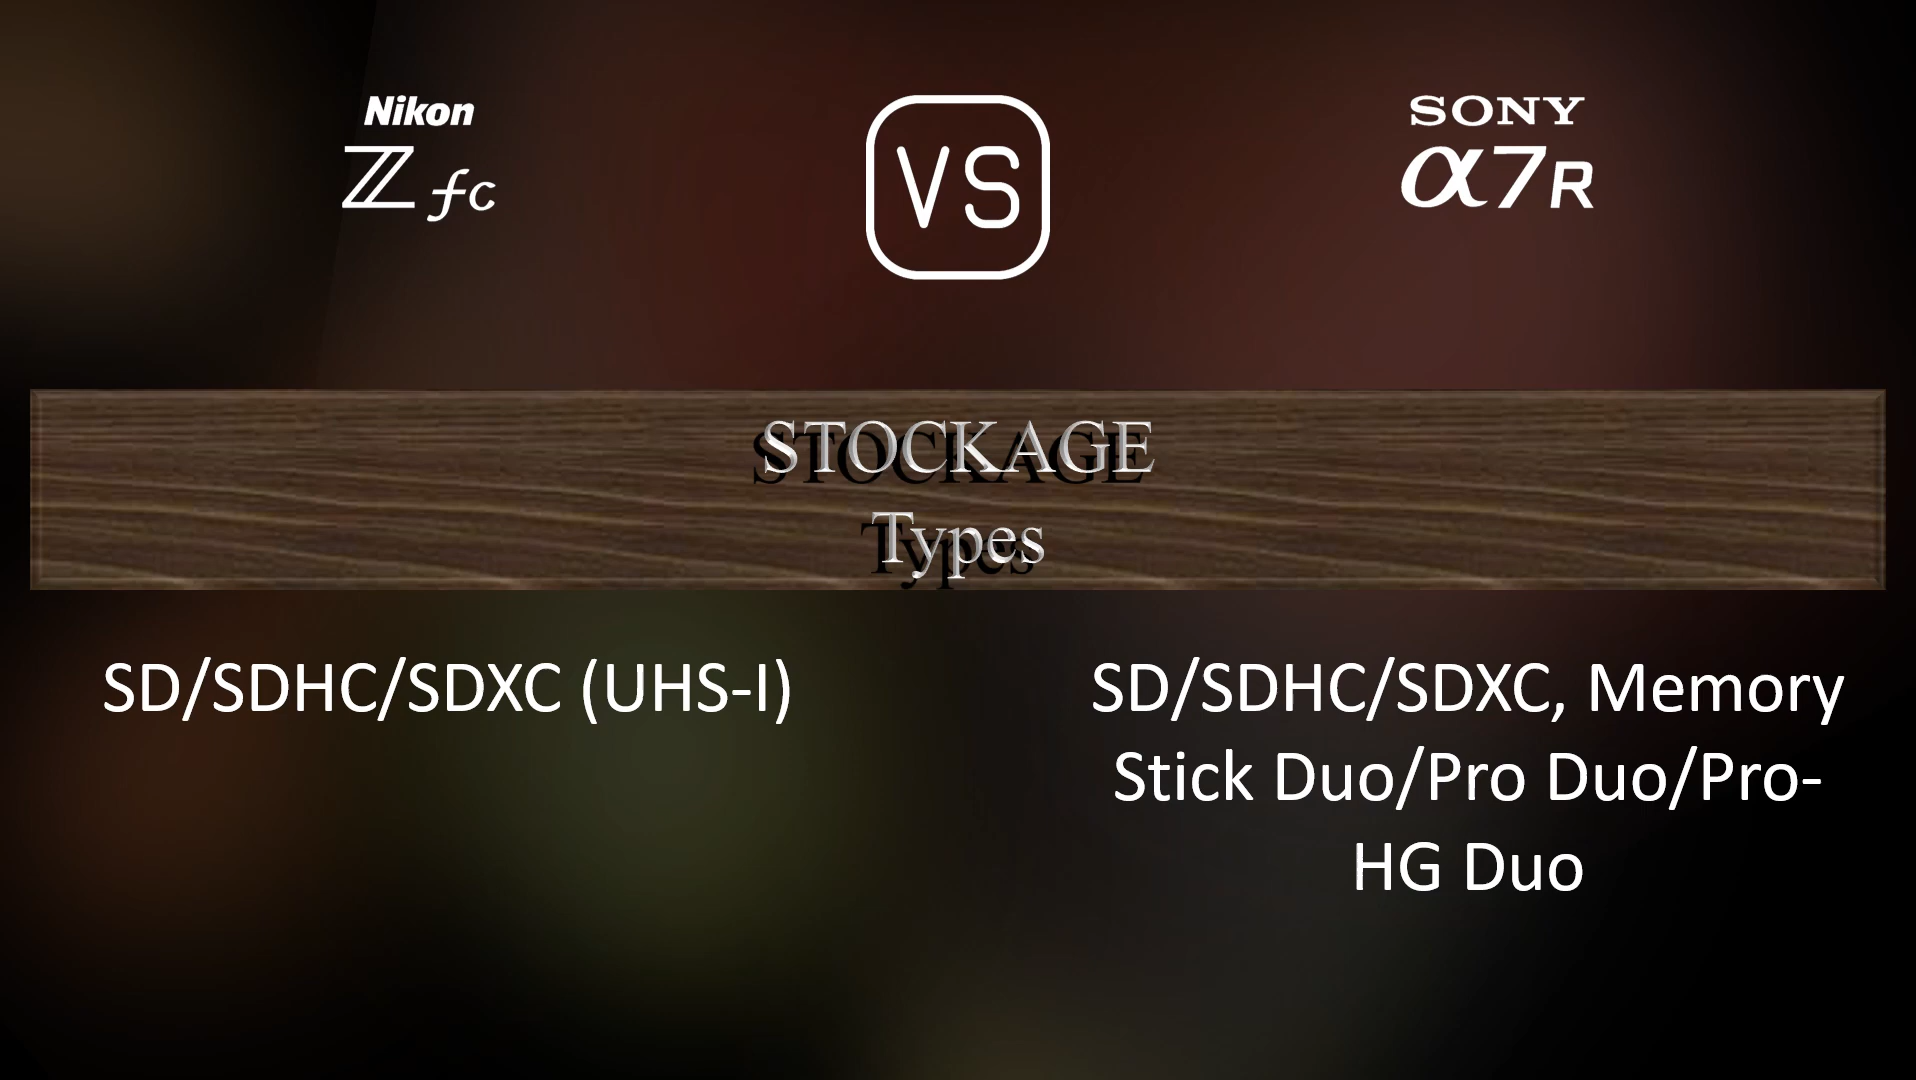 Nikon
Z fc
VS
SONY
α7R
STOCKAGE
Types
SD/SDHC/SDXC (UHS-I)
SD/SDHC/SDXC, Memory
Stick Duo/Pro Duo/Pro-
HG Duo